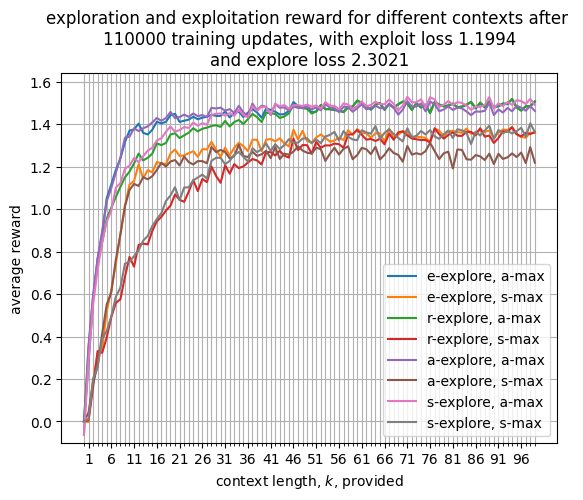 exploration and exploitation reward for different contexts after
110000 training updates, with exploit loss 1.1994
and explore loss 2.3021
1.6
1.4
1.2
1.0
0.8
0.6
0.4
0.2
0.0
average reward
e-explore, a-max
e-explore, s-max
r-explore, a-max
r-explore, s-max
a-explore, a-max
a-explore, s-max
s-explore, a-max
s-explore, s-max
1 6 11 16 21 26 31 36 41 46 51 56 61 66 71 76 81 86 91 96
context length, k, provided